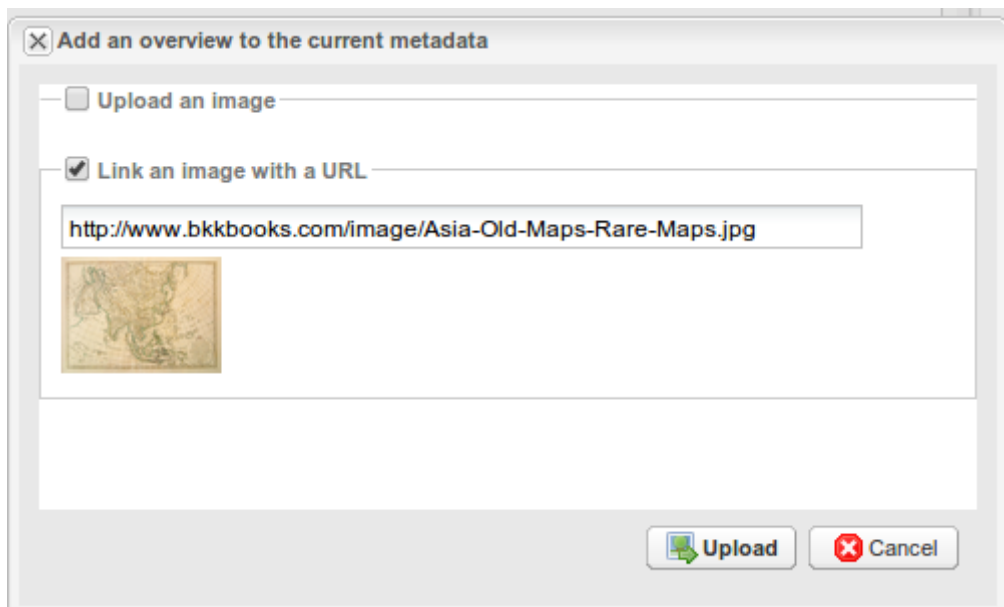 Add an overview to the current metadata
Upload an image
Link an image with a URL
http://www.bkkbooks.com/image/Asia-Old-Maps-Rare-Maps.jpg
Upload Cancel